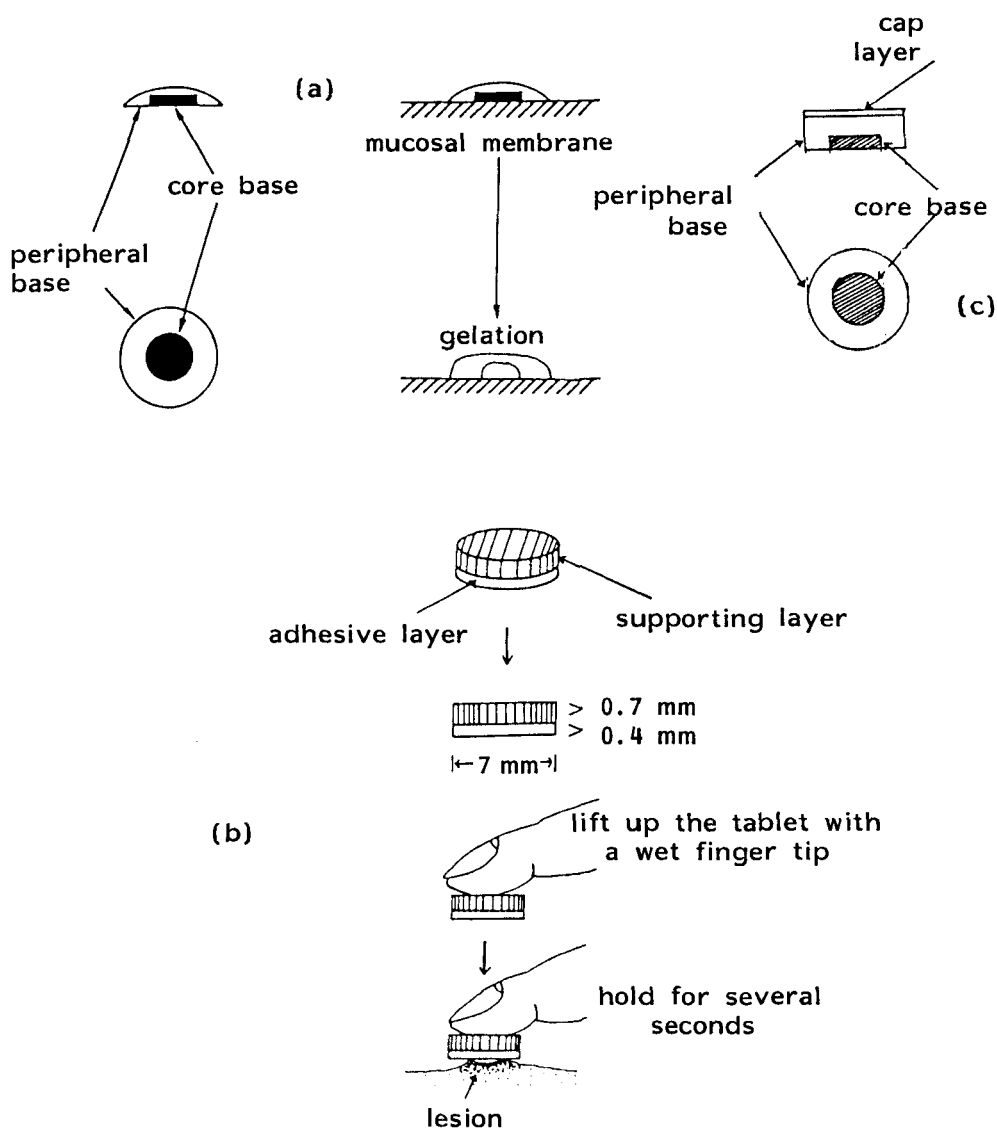 (a)
core base
peripheral
base
mucosal membrane
gelation
cap
layer
peripheral
base
core base
(c)
adhesive layer
supporting layer
> 0.7 mm
> 0.4 mm
|←7 mm→|
(b)
lift up the tablet with
a wet finger tip
hold for several
seconds
lesion